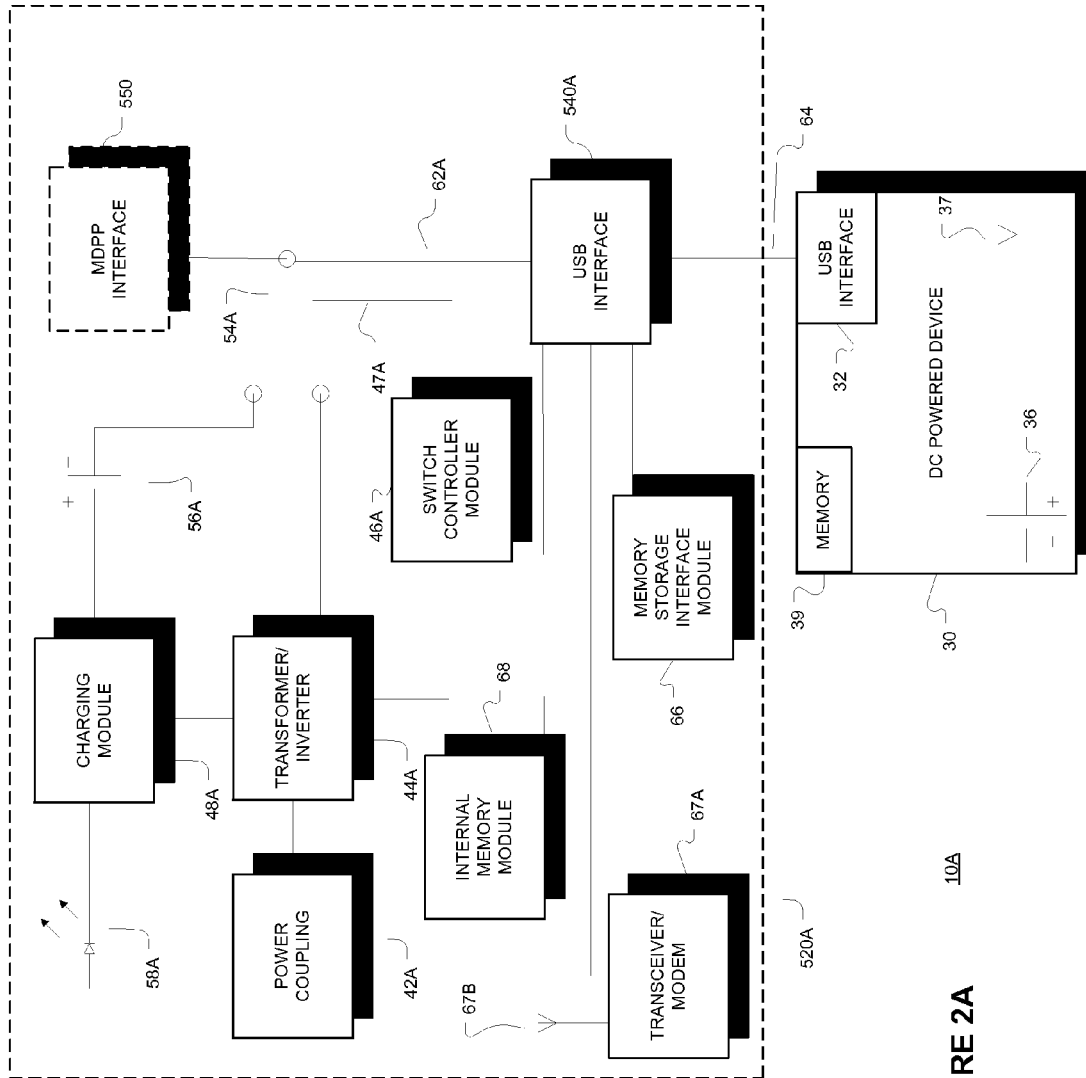 58A
CHARGING
MODULE
48A
+
-
56A
MDPP
INTERFACE
550
POWER
COUPLING
42A
TRANSFORMER/
INVERTER
44A
54A
INTERNAL
MEMORY
MODULE
68
SWITCH
CONTROLLER
MODULE
46A
47A
62A
67B
TRANSCEIVER/
MODEM
67A
MEMORY
STORAGE
INTERFACE
MODULE
66
USB
INTERFACE
540A
520A
64
MEMORY
39
USB
INTERFACE
32
30
DC POWERED DEVICE
37
36
-
+
10A
RE 2A